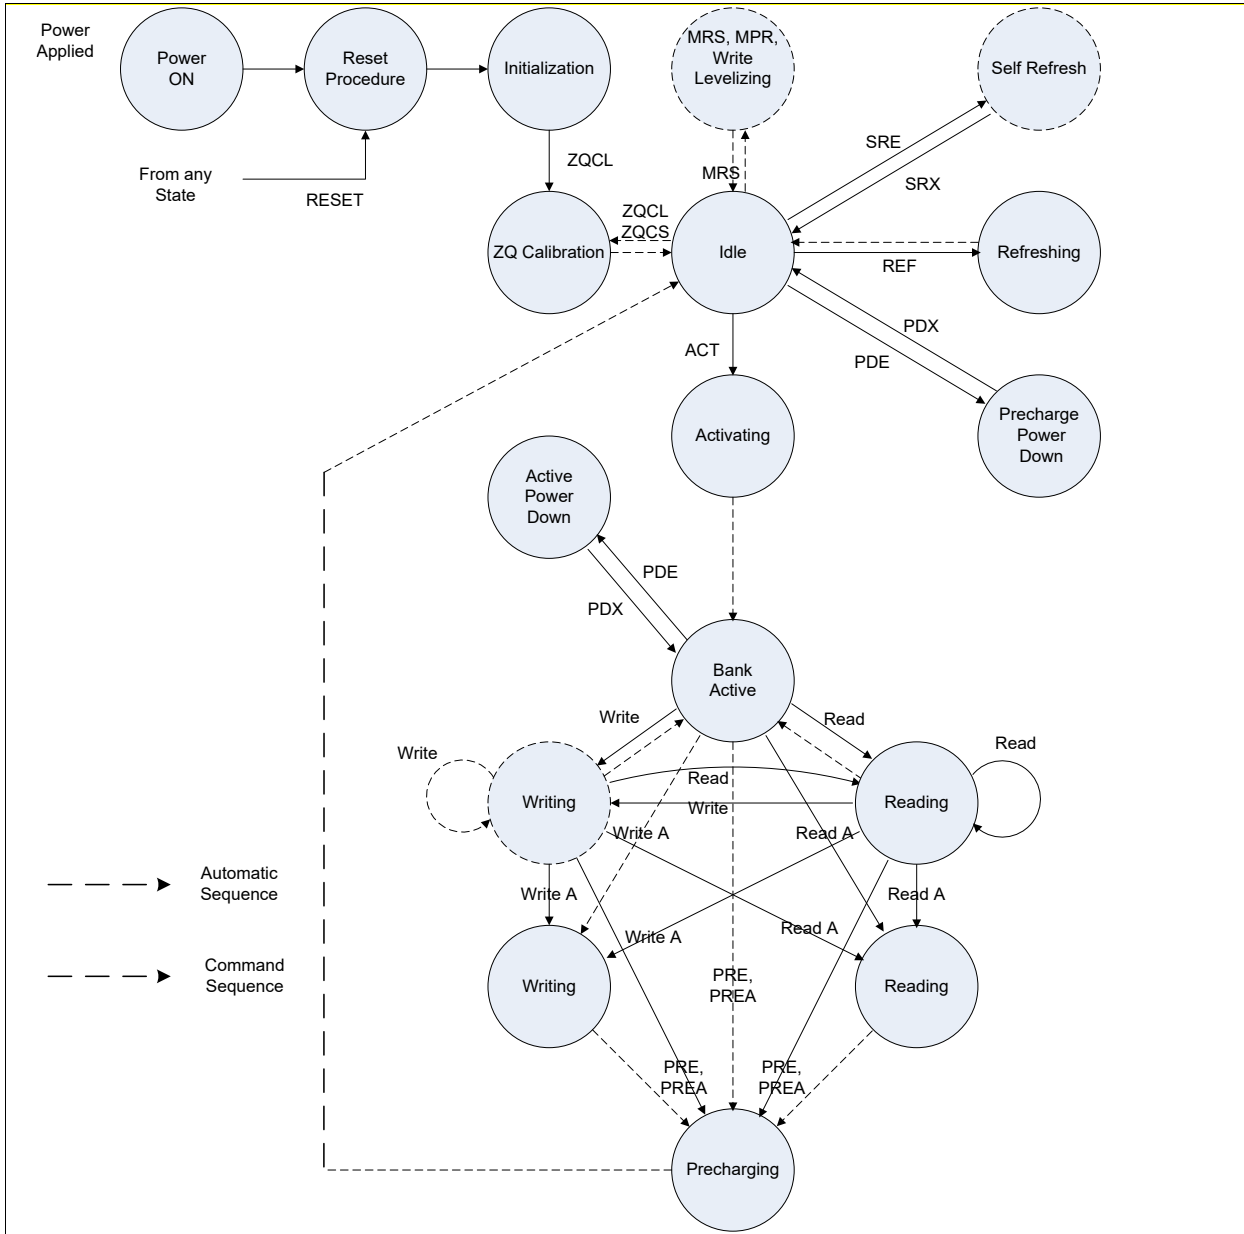 Power
Applied
Power
ON
Reset
Procedure
Initialization
MRS, MPR,
Write
Levelizing
Self Refresh
From any
State
RESET
ZQCL
MRS
SRE
SRX
ZQCL
ZQCS
ZQ Calibration
Idle
REF
Refreshing
ACT
PDX
PDE
Activating
Precharge
Power
Down
Active
Power
Down
PDE
PDX
Bank
Active
Write
Read
Write
Read
Read
Write
Writing
Reading
Write A
Read A
Write A
Read A
Automatic
Sequence
Write A
Read A
Command
Sequence
Writing
PRE,
PREA
Reading
PRE,
PREA
PRE,
PREA
Precharging